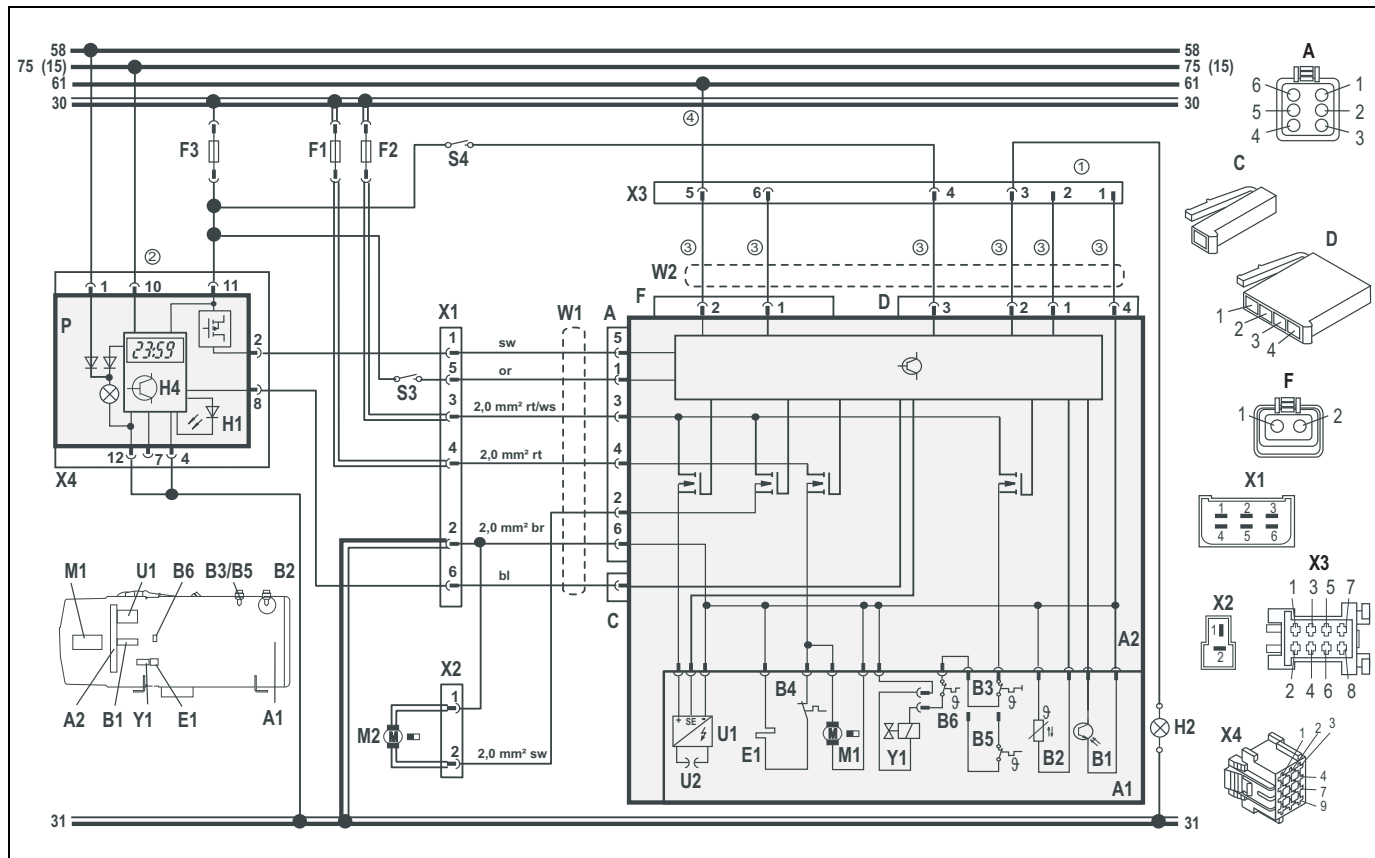 58 58
75 (15) 75 (15)
61 61
30 30
A
6 1
5 2
4 3
④
F3 F1 F2
S4
①
X3 5 6 4 3 2 1
C
② ③ ③ ③ ③ ③ ③
W2
D
1
2
3
4
1 10 11
F 2 1 D 3 2 1 4
P
X1 W1 A
23:59
H4
H1
2
8
1 sw 5
5 or 1
S3
3 2,0 mm² rt/ws 3
4 2,0 mm² rt 4
2
2 2,0 mm² br 6
6 bl
C
12 7 4
X4
F
1 2
X1
1 2 3
4 5 6
M1 U1 B6 B3/B5 B2
A2 B1 Y1 E1 A1
X2
1
M2 M
2 2,0 mm² sw
A2
+ SE -
U1
U2
E1
B4
M
M1
Y1
B6
B3
B5
ϑ
ϑ
ϑ
ϑ
B2
B1
A1
H2
X3
1 3 5 7
2 4 6 8
X2
1
2
X4
1 2 3
4
7
9
31 31